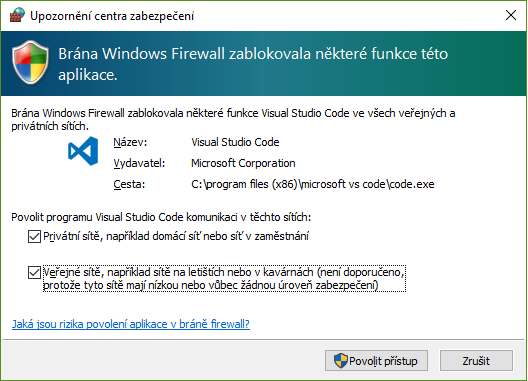 Upozornění centra zabezpečení
Brána Windows Firewall zablokovala některé funkce této
aplikace.
Brána Windows Firewall zablokovala některé funkce Visual Studio Code ve všech veřejných a
privátních sítích.
Název: Visual Studio Code
Vydavatel: Microsoft Corporation
Cesta: C:\program files (x86)\microsoft vs code\code.exe
Povolit programu Visual Studio Code komunikaci v těchto sítích:
Privátní sítě, například domácí síť nebo síť v zaměstnání
Veřejné sítě, například sítě na letištích nebo v kavárnách (není doporučeno,
protože tyto sítě mají nízkou nebo vůbec žádnou úroveň zabezpečení)
Jaká jsou rizika povolení aplikace v bráně firewall?
Povolit přístup Zrušit